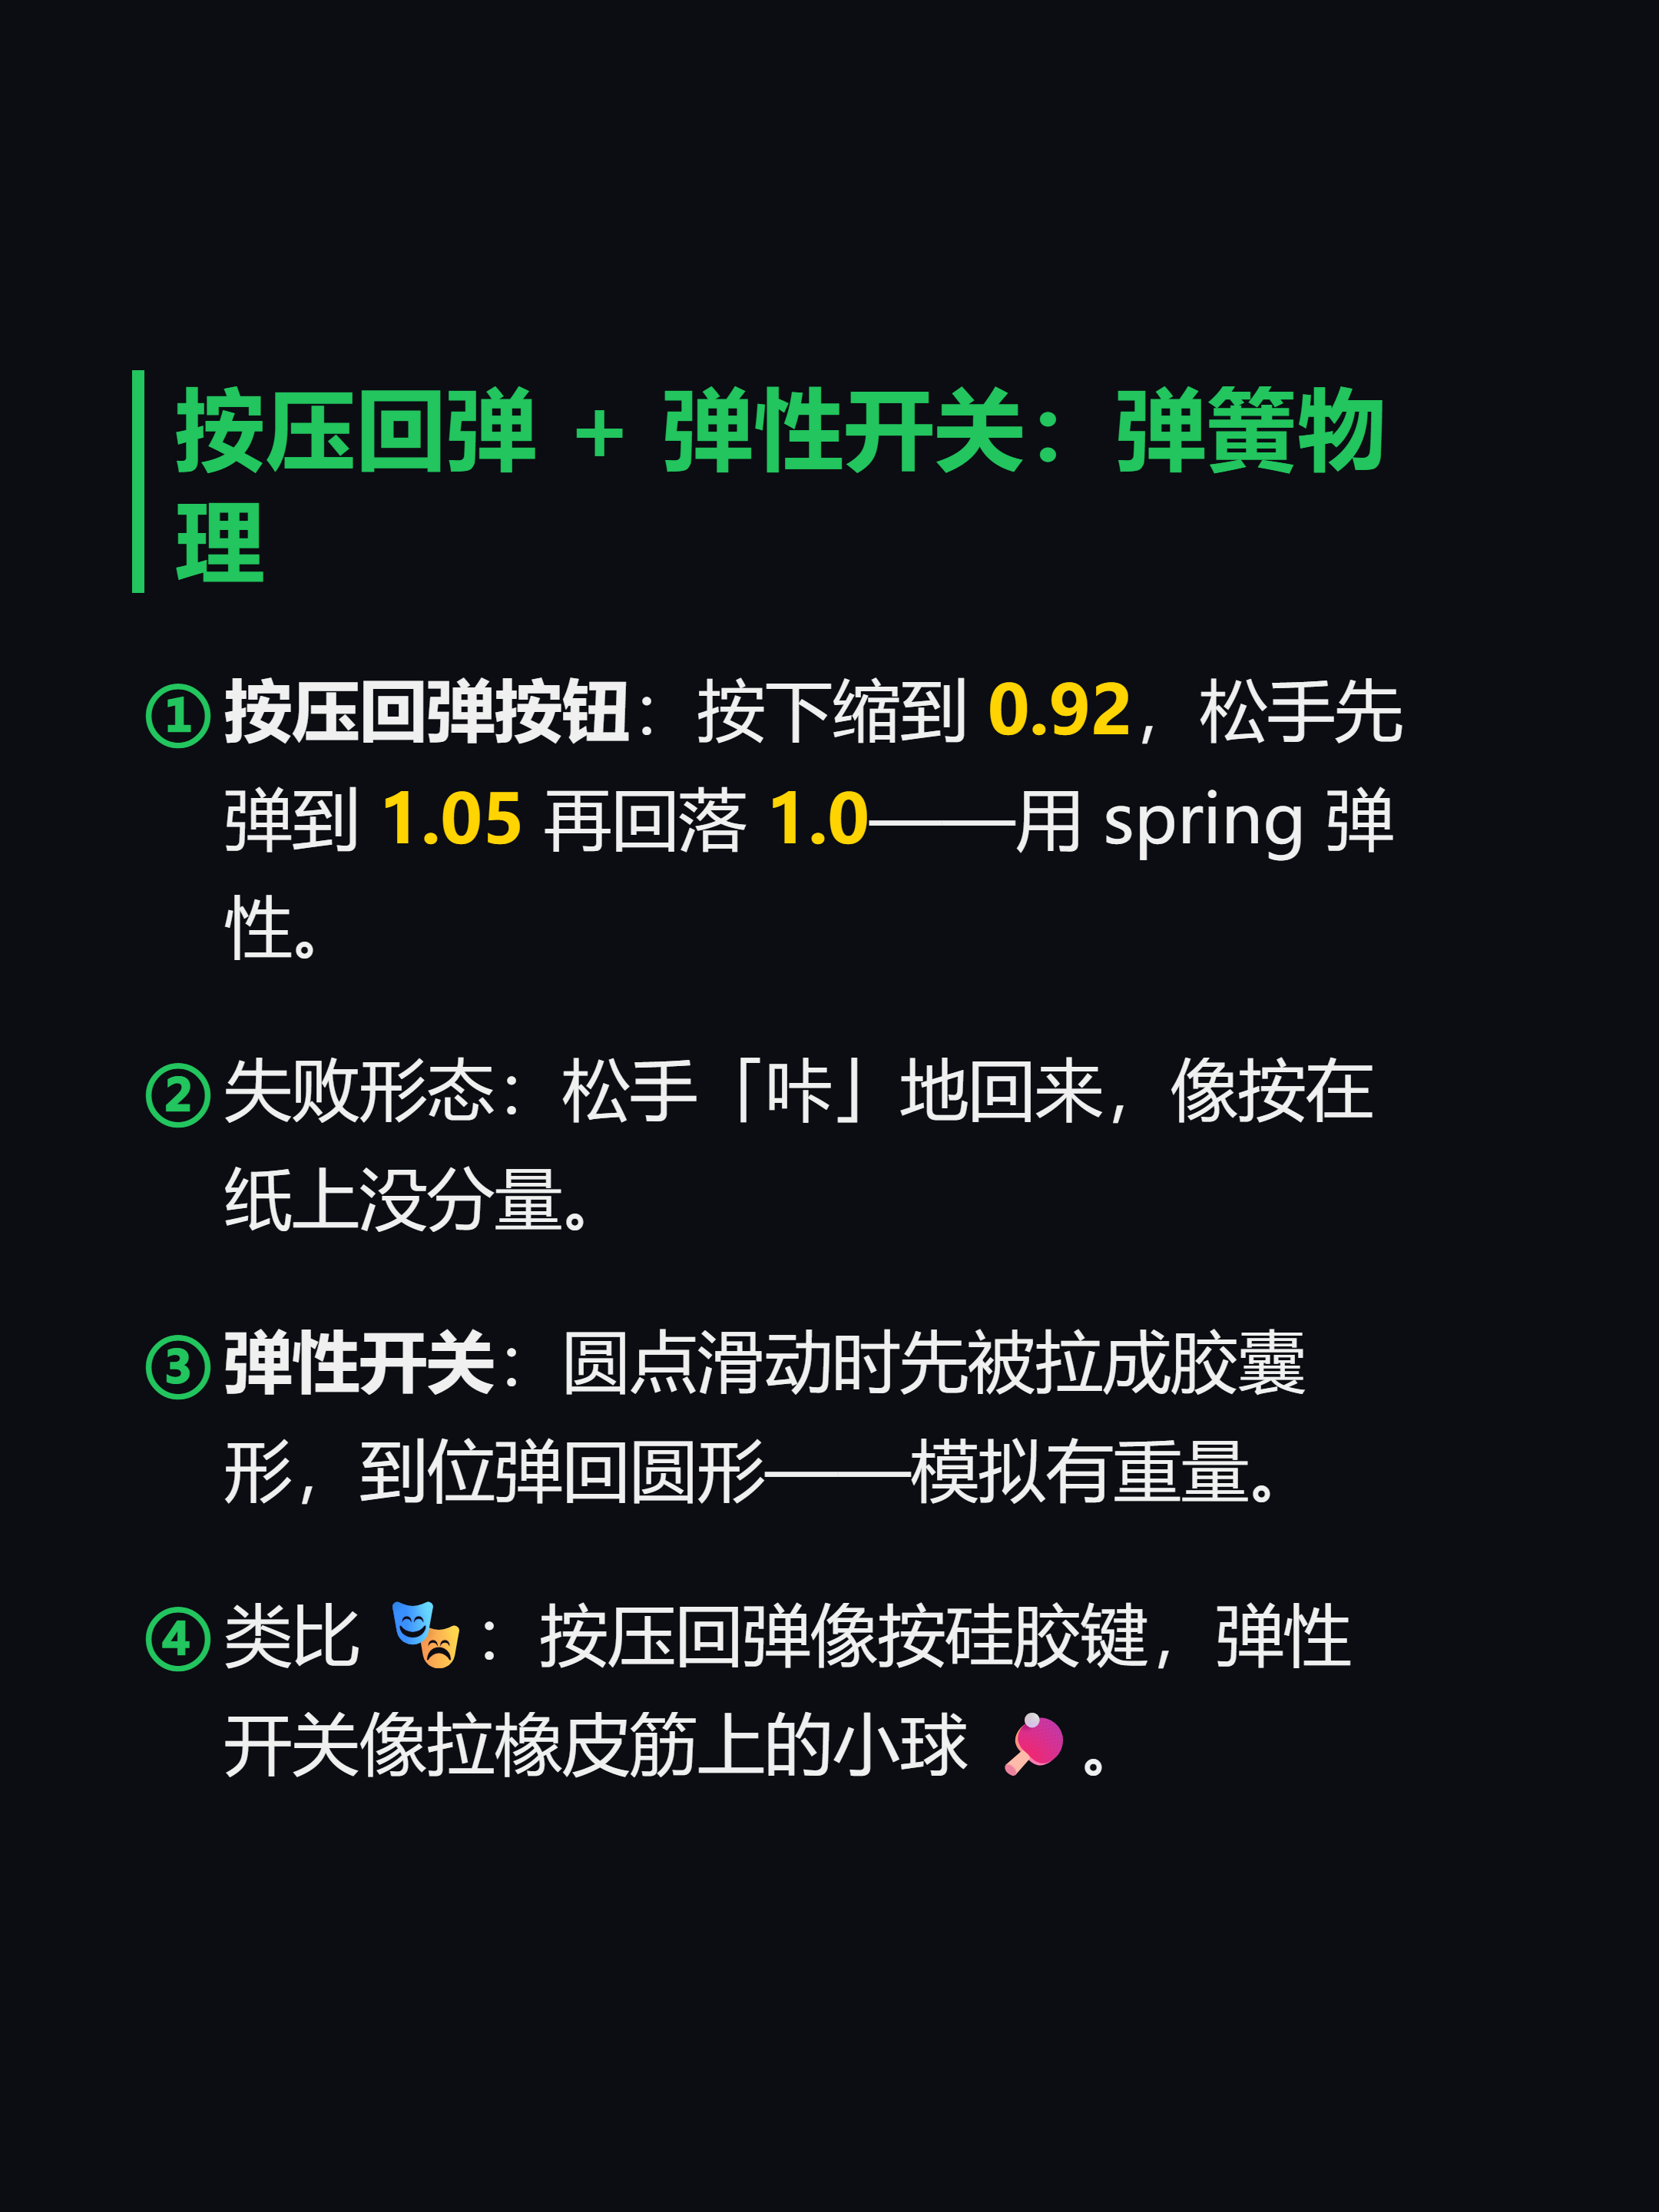 按压回弹 + 弹性开关：弹簧物
理
① 按压回弹按钮：按下缩到 0.92，松手先
弹到 1.05 再回落 1.0——用 spring 弹
性。
② 失败形态：松手「咔」地回来，像按在
纸上没分量。
③ 弹性开关：圆点滑动时先被拉成胶囊
形，到位弹回圆形——模拟有重量。
④ 类比 🎭：按压回弹像按硅胶键，弹性
开关像拉橡皮筋上的小球 🏓。